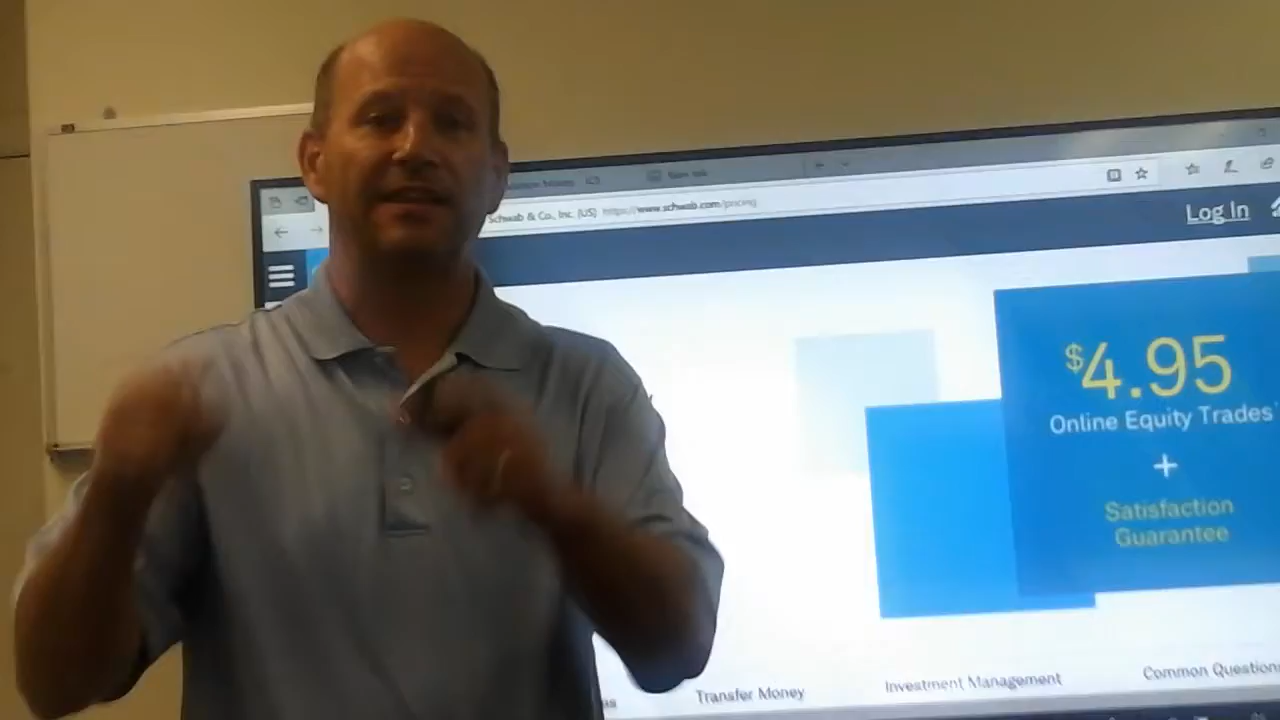 Schwab & Co., Inc. [US] https://www.schwab.com/pricing
Log In
$4.95
Online Equity Trades
+
Satisfaction
Guarantee
Transfer Money
Investment Management
Common Questions